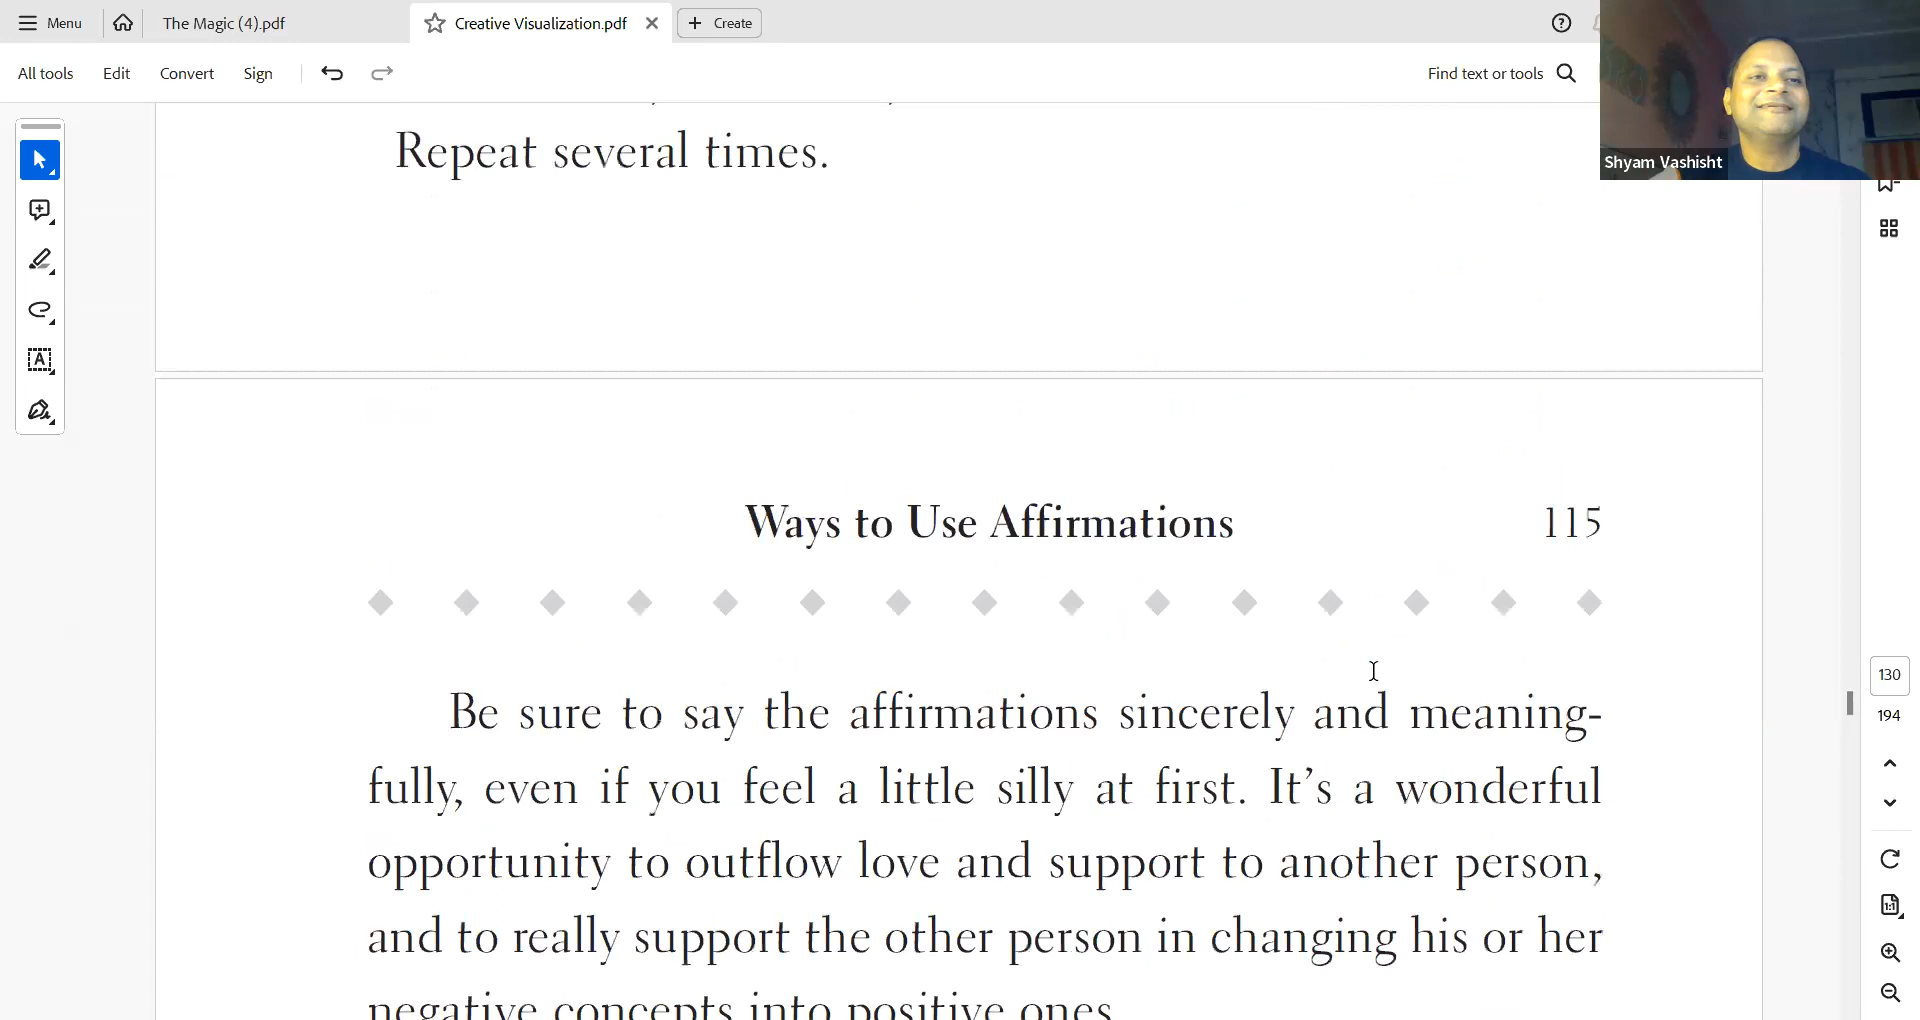 Menu
The Magic (4).pdf
Creative Visualization.pdf
Create
All tools
Edit
Convert
Sign
Find text or tools
Shyam Vashisht
Repeat several times.
Ways to Use Affirmations 115
Be sure to say the affirmations sincerely and meaning-
fully, even if you feel a little silly at first. It’s a wonderful
opportunity to outflow love and support to another person,
and to really support the other person in changing his or her
negative concepts into positive ones.
130
194